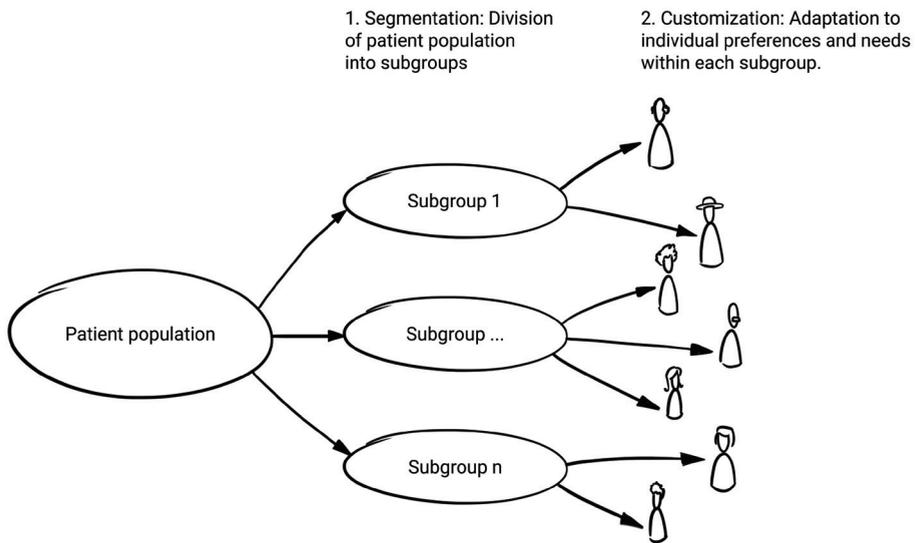 1. Segmentation: Division
of patient population
into subgroups
2. Customization: Adaptation to
individual preferences and needs
within each subgroup.
Subgroup 1
Patient population
Subgroup ...
Subgroup n